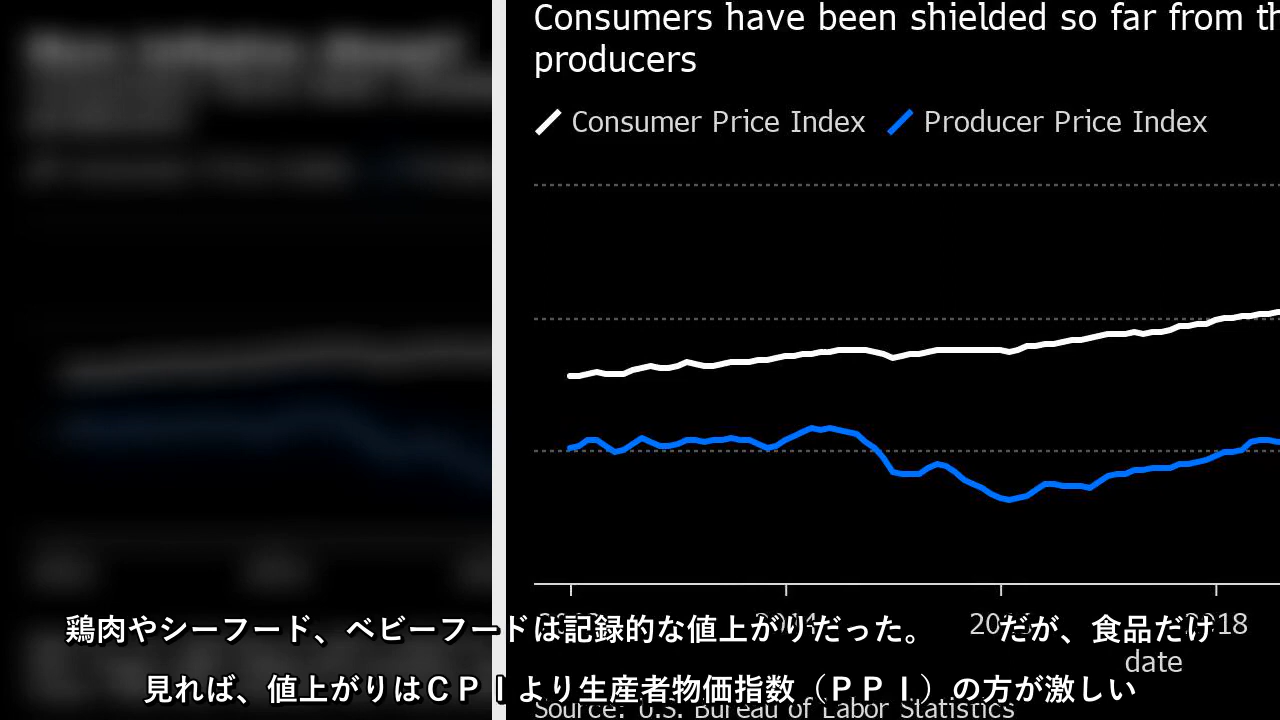 Consumers have been shielded so far from
producers
Consumer Price Index Producer Price Index
2014 2018
date
鶏肉やシーフード、ベビーフードは記録的な値上がりだった。 だが、食品だけ
見れば、値上がりはＣＰＩより生産者物価指数（ＰＰＩ）の方が激しい
Source: U.S. Bureau of Labor Statistics